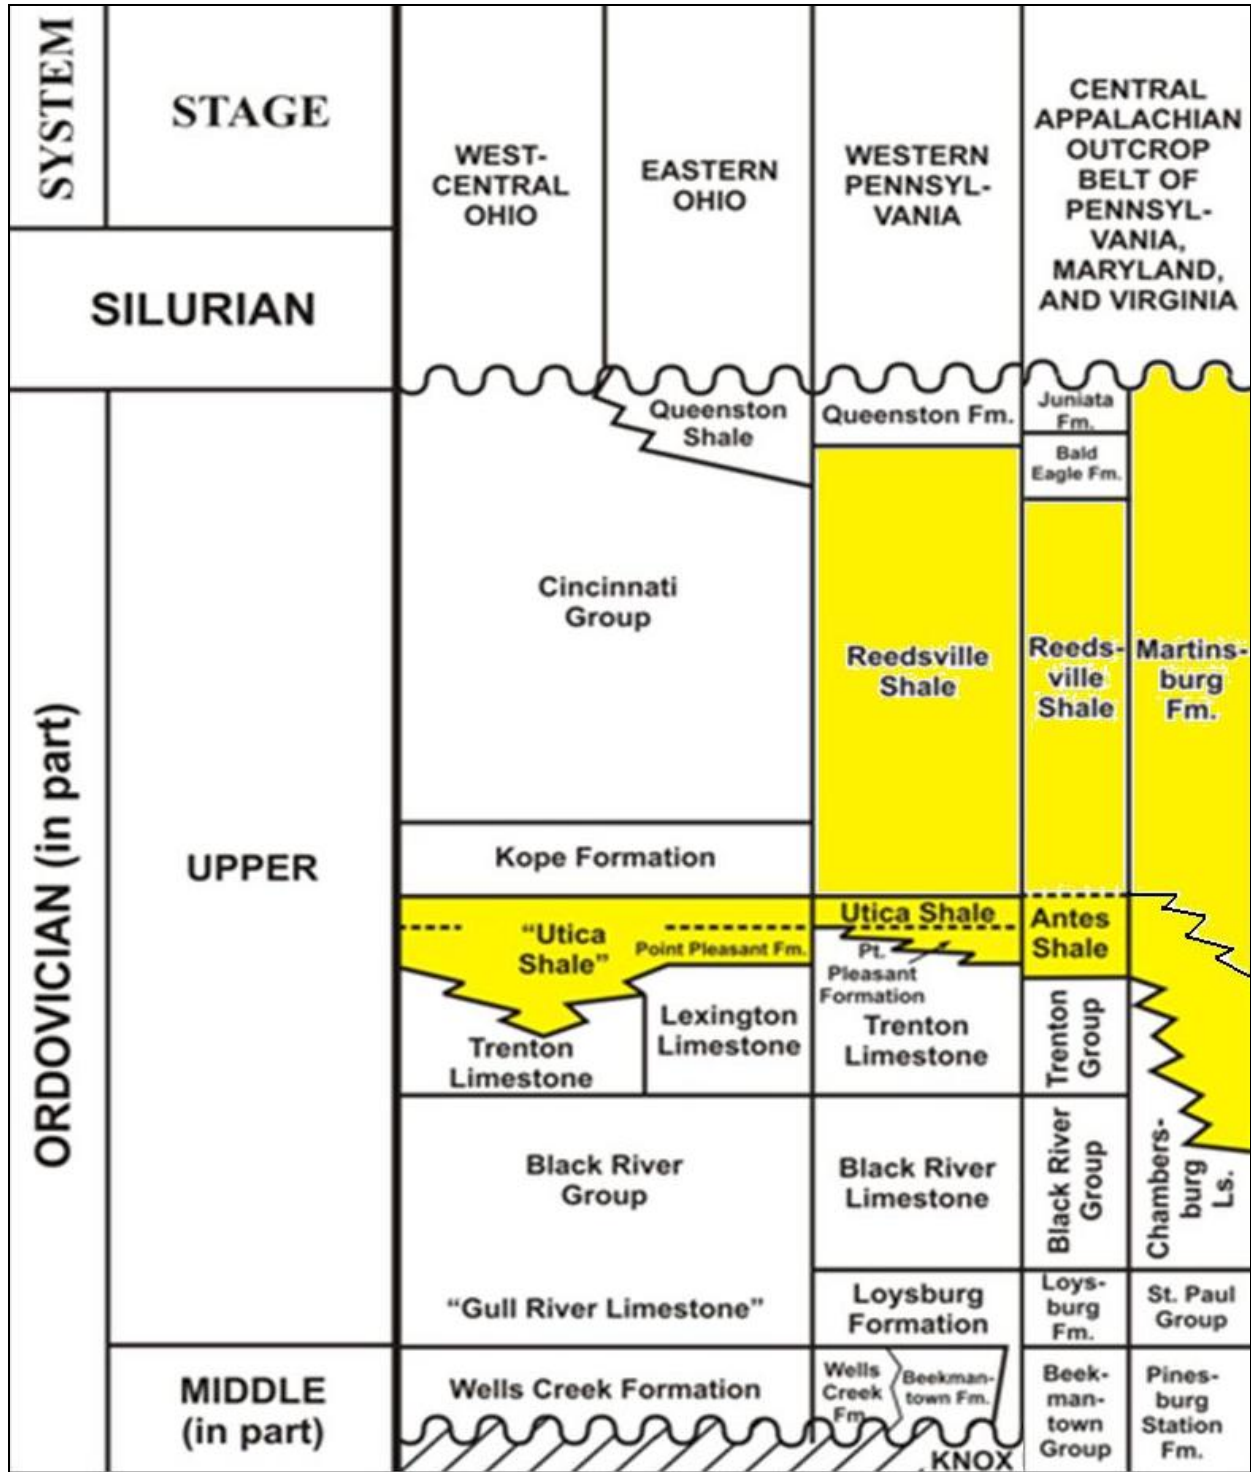 SYSTEM
STAGE
WEST-
CENTRAL
OHIO
EASTERN
OHIO
WESTERN
PENNSYL-
VANIA
CENTRAL
APPALACHIAN
OUTCROP
BELT OF
PENNSYL-
VANIA,
MARYLAND,
AND VIRGINIA
SILURIAN
ORDOVICIAN (in part)
UPPER
MIDDLE
(in part)
Queenston
Shale
Cincinnati
Group
Kope Formation
“Utica
Shale”
Point Pleasant Fm.
Trenton
Limestone
Lexington
Limestone
Black River
Group
“Gull River Limestone”
Wells Creek Formation
Queenston Fm.
Reedsville
Shale
Utica Shale
Pt.
Pleasant
Formation
Trenton
Limestone
Black River
Limestone
Loysburg
Formation
Wells
Creek
Fm.
Beekman-
town Fm.
KNOX
Juniata
Fm.
Bald
Eagle Fm.
Reeds-
ville
Shale
Antes
Shale
Trenton
Group
Black River
Group
Loys-
burg
Fm.
Beek-
man-
town
Group
Martins-
burg
Fm.
Chambers-
burg
Ls.
St. Paul
Group
Pines-
burg
Station
Fm.